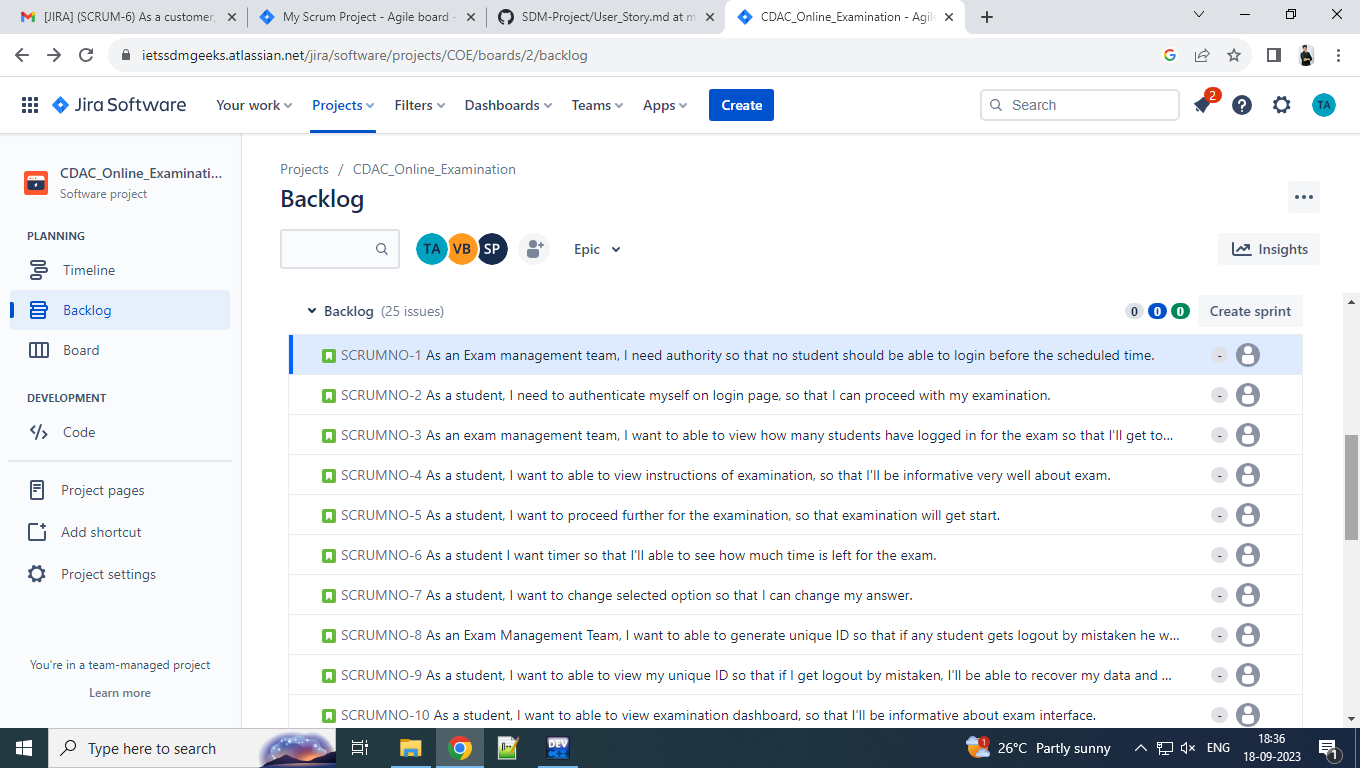 [JIRA] (SCRUM-6) As a customer,
My Scrum Project - Agile board -
SDM-Project/User_Story.md at m
CDAC_Online_Examination - Agil
ietssdmgeeks.atlassian.net/jira/software/projects/COE/boards/2/backlog
Jira Software
Your work
Projects
Filters
Dashboards
Teams
Apps
Create
Search
2
TA
CDAC_Online_Examinati...
Software project
PLANNING
Timeline
Backlog
Board
DEVELOPMENT
Code
Project pages
Add shortcut
Project settings
You're in a team-managed project
Learn more
Projects / CDAC_Online_Examination
Backlog
TA VB SP
Epic
Insights
Backlog (25 issues)
0 0 0
Create sprint
SCRUMNO-1 As an Exam management team, I need authority so that no student should be able to login before the scheduled time. -
SCRUMNO-2 As a student, I need to authenticate myself on login page, so that I can proceed with my examination. -
SCRUMNO-3 As an exam management team, I want to able to view how many students have logged in for the exam so that I'll get to... -
SCRUMNO-4 As a student, I want to able to view instructions of examination, so that I'll be informative very well about exam. -
SCRUMNO-5 As a student, I want to proceed further for the examination, so that examination will get start. -
SCRUMNO-6 As a student I want timer so that I'll able to see how much time is left for the exam. -
SCRUMNO-7 As a student, I want to change selected option so that I can change my answer. -
SCRUMNO-8 As an Exam Management Team, I want to able to generate unique ID so that if any student gets logout by mistaken he w... -
SCRUMNO-9 As a student, I want to able to view my unique ID so that if I get logout by mistaken, I'll be able to recover my data and ... -
SCRUMNO-10 As a student, I want to able to view examination dashboard, so that I'll be informative about exam interface. -
Type here to search
DEV
1
26°C Partly sunny
ENG
18:36
18-09-2023
1